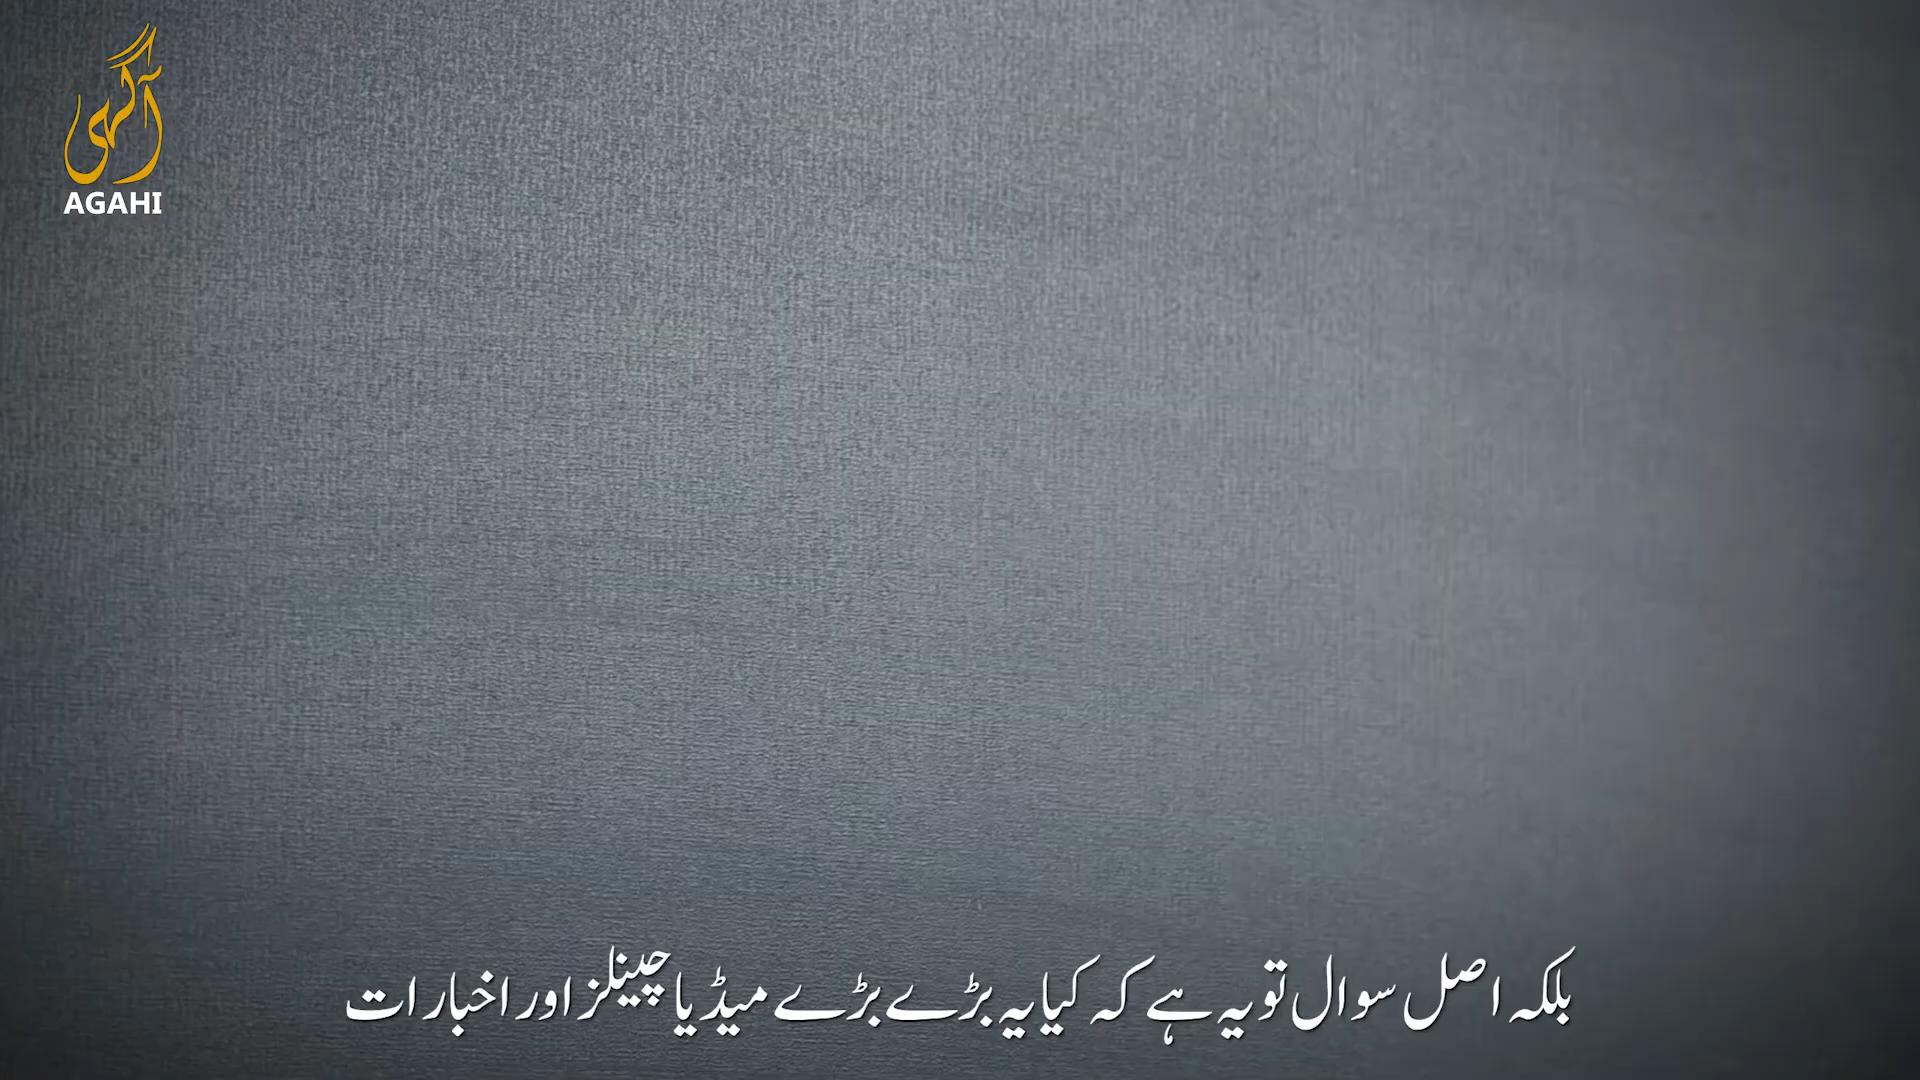 آگہی
AGAHI
بلکہ اصل سوال تو یہ ہے کہ کیا یہ بڑے بڑے میڈیا چینلز اور اخبارات